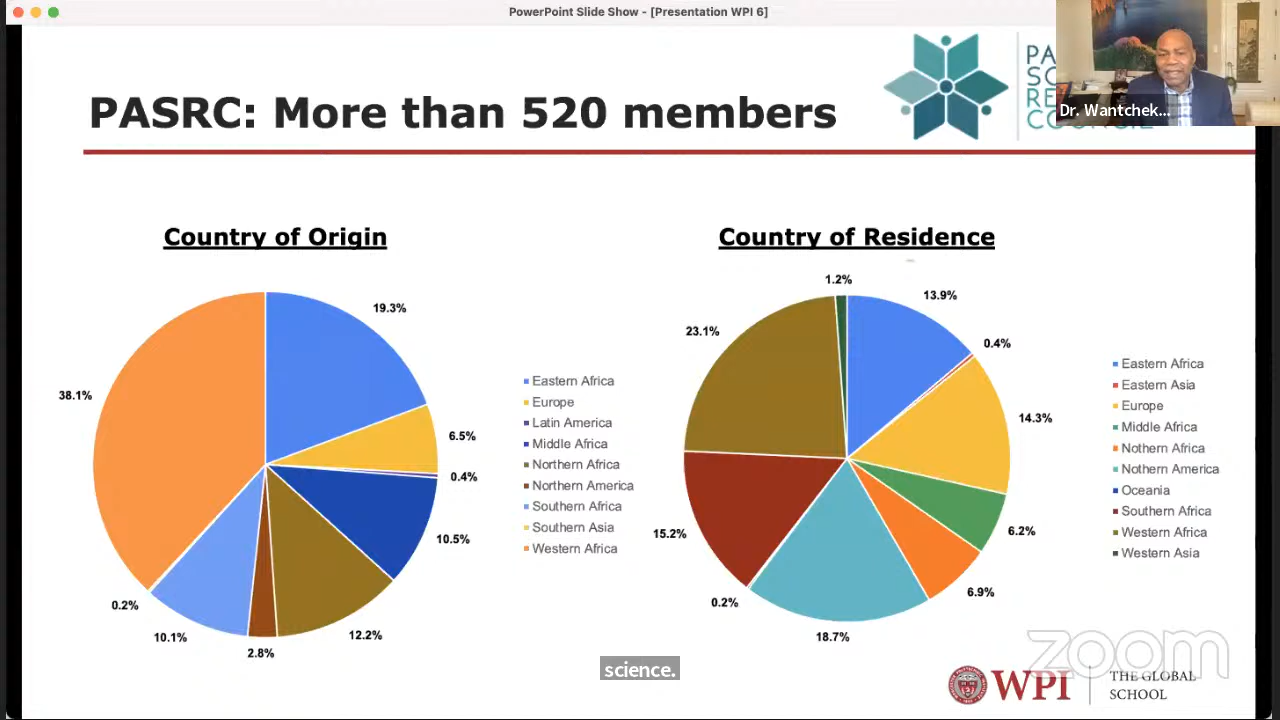 PowerPoint Slide Show - [Presentation WPI 6]
PASRC: More than 520 members
PA
SC
RE
COUNCIL
Dr. Wantchek...
Country of Origin
19.3%
6.5%
0.4%
10.5%
12.2%
2.8%
10.1%
0.2%
38.1%
Eastern Africa
Europe
Latin America
Middle Africa
Northern Africa
Northern America
Southern Africa
Southern Asia
Western Africa
Country of Residence
1.2%
13.9%
0.4%
14.3%
6.2%
6.9%
18.7%
0.2%
15.2%
23.1%
Eastern Africa
Eastern Asia
Europe
Middle Africa
Nothern Africa
Nothern America
Oceania
Southern Africa
Western Africa
Western Asia
science.
zoom
WPI
THE GLOBAL
SCHOOL